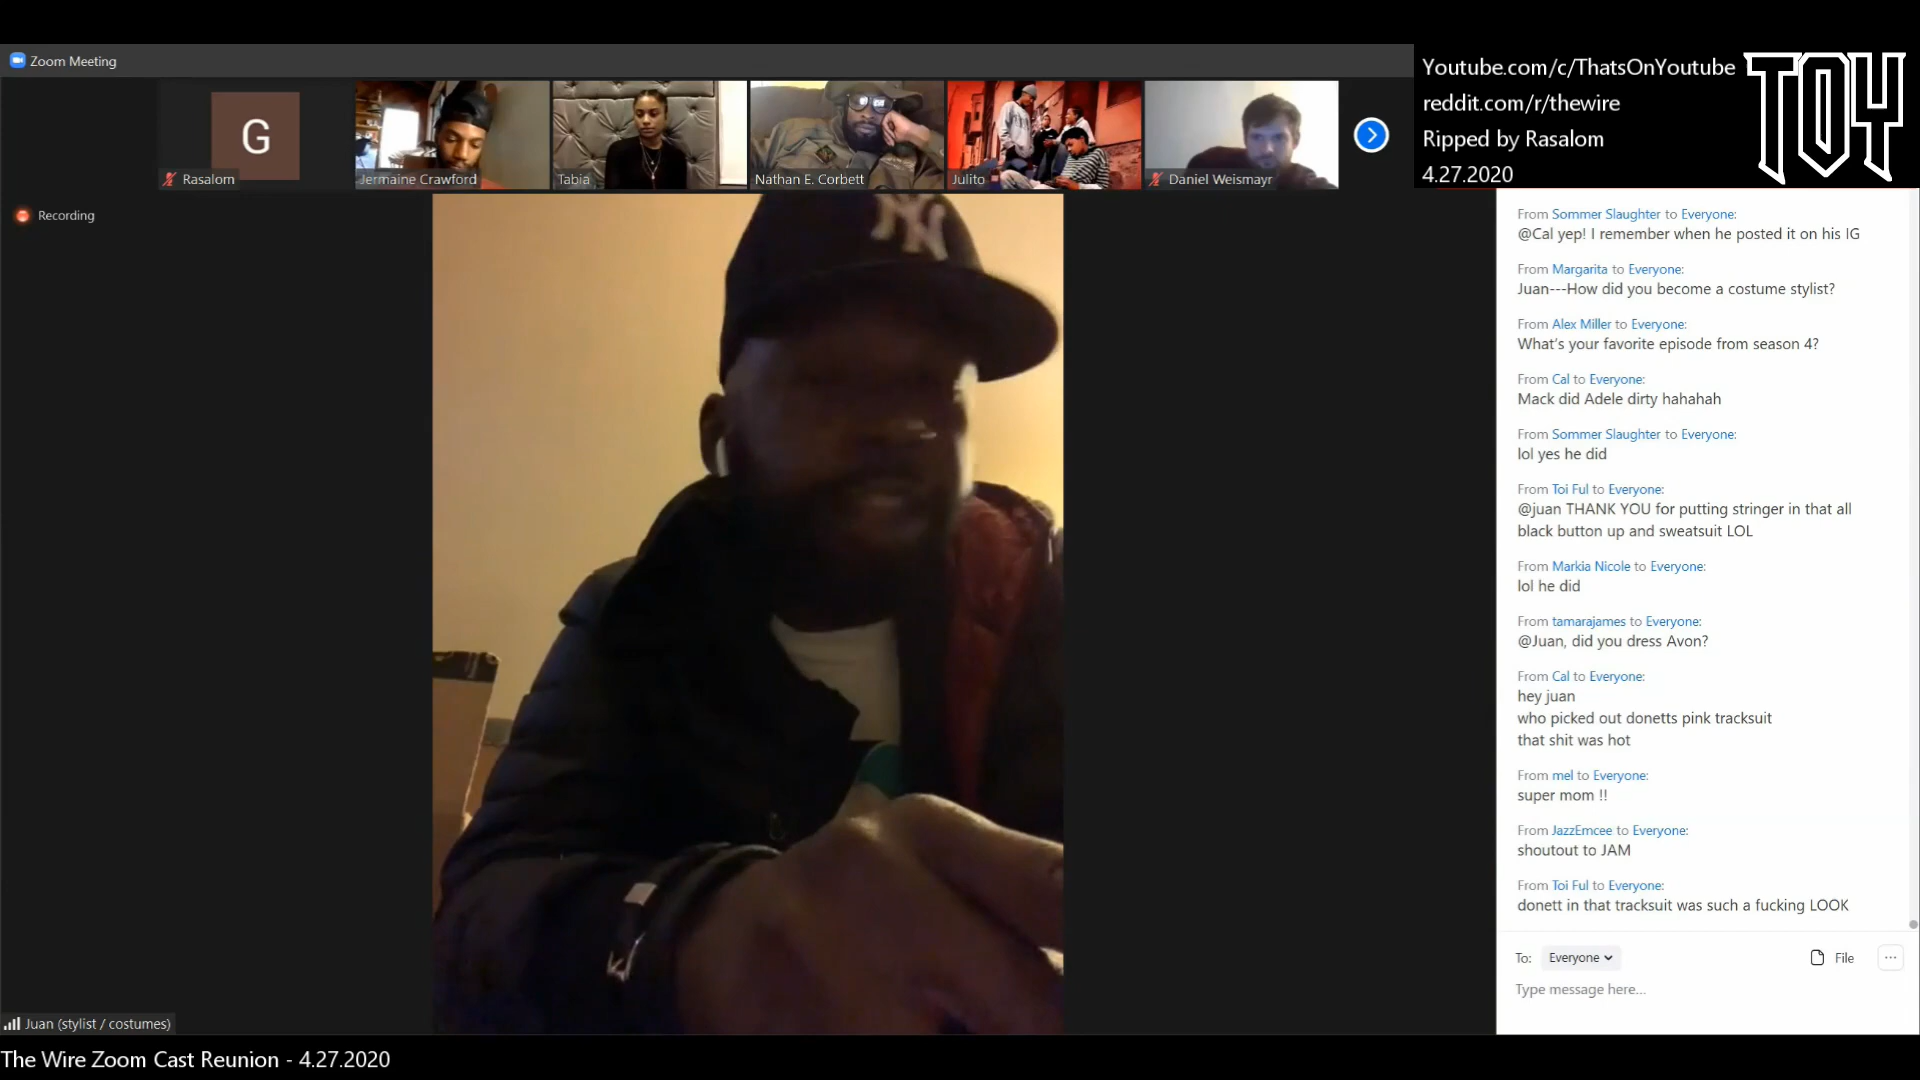 Zoom Meeting
Youtube.com/c/ThatsOnYoutube
reddit.com/r/thewire
Ripped by Rasalom
4.27.2020
TOY
G
Rasalom
Jermaine Crawford
Tabia
Nathan E. Corbett
Julito
Daniel Weismayr
Recording
NY
From Sommer Slaughter to Everyone:
@Cal yep! I remember when he posted it on his IG
From Margarita to Everyone:
Juan---How did you become a costume stylist?
From Alex Miller to Everyone:
What's your favorite episode from season 4?
From Cal to Everyone:
Mack did Adele dirty hahahah
From Sommer Slaughter to Everyone:
lol yes he did
From Toi Ful to Everyone:
@juan THANK YOU for putting stringer in that all
black button up and sweatsuit LOL
From Markia Nicole to Everyone:
lol he did
From tamarajames to Everyone:
@Juan, did you dress Avon?
From Cal to Everyone:
hey juan
who picked out donetts pink tracksuit
that shit was hot
From mel to Everyone:
super mom !!
From JazzEmcee to Everyone:
shoutout to JAM
From Toi Ful to Everyone:
donett in that tracksuit was such a fucking LOOK
To: Everyone
File
...
Type message here...
Juan (stylist / costumes)
The Wire Zoom Cast Reunion - 4.27.2020